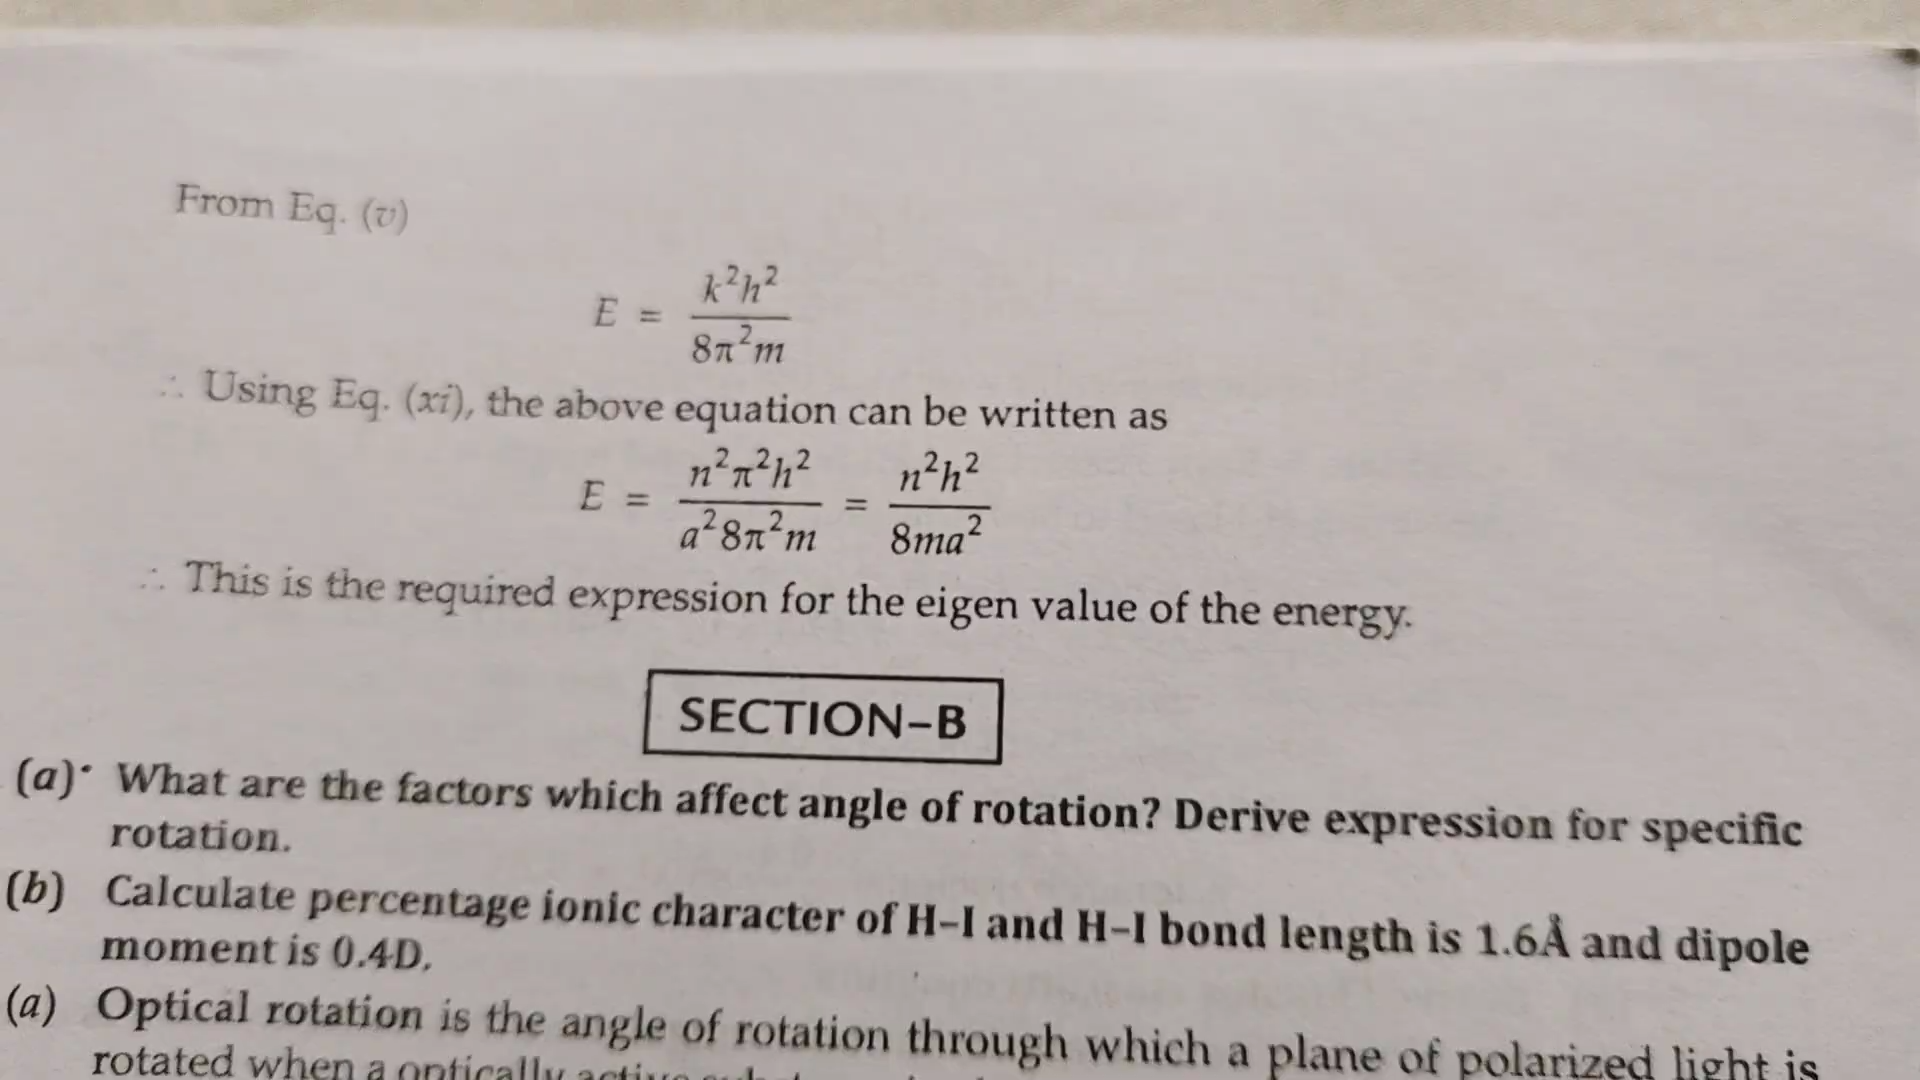 From Eq. (v)
E = k²h² / 8π²m
∴ Using Eq. (xi), the above equation can be written as
E = n²π²h² / a²8π²m = n²h² / 8ma²
∴ This is the required expression for the eigen value of the energy.
SECTION–B
(a) What are the factors which affect angle of rotation? Derive expression for specific
rotation.
(b) Calculate percentage ionic character of H–I and H–I bond length is 1.6Å and dipole
moment is 0.4D.
(a) Optical rotation is the angle of rotation through which a plane of polarized light is
rotated when a optically